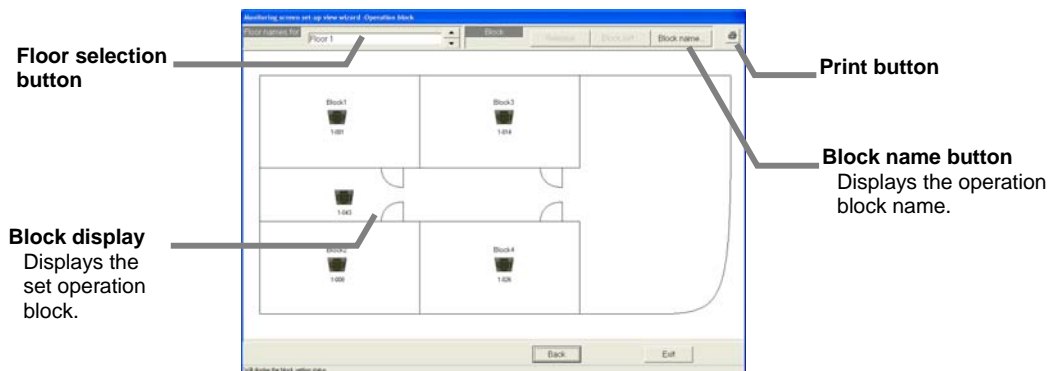 Monitoring screen set-up view wizard Operation block
Floor names for
Floor 1
Block
Block name...
Floor selection
button
Print button
Block1
1-001
Block3
1-014
Block name button
Displays the operation
block name.
1-043
Block display
Displays the
set operation
block.
Block2
1-008
Block4
1-026
Back
Exit